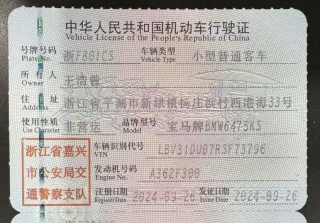 中华人民共和国机动车行驶证
Vehicle License of the People's Republic of China
号牌号码 浙F8G1C5 车辆类型 小型普通客车
Plate No. Vehicle Type
所有人
Owner
住址 浙江省平湖市新埭镇杨庄浜村西港海33号
Address
使用性质 非营运 品牌型号 宝马牌BMW6475KS
Use Character Model
浙江省嘉兴 车辆识别代号 LBV31DU07RSF73796
VIN
市公安局交 发动机号码 A362F300
Engine No.
通警察支队 注册日期 2024-09-26 发证日期 2024-09-26
Register Date Issue Date